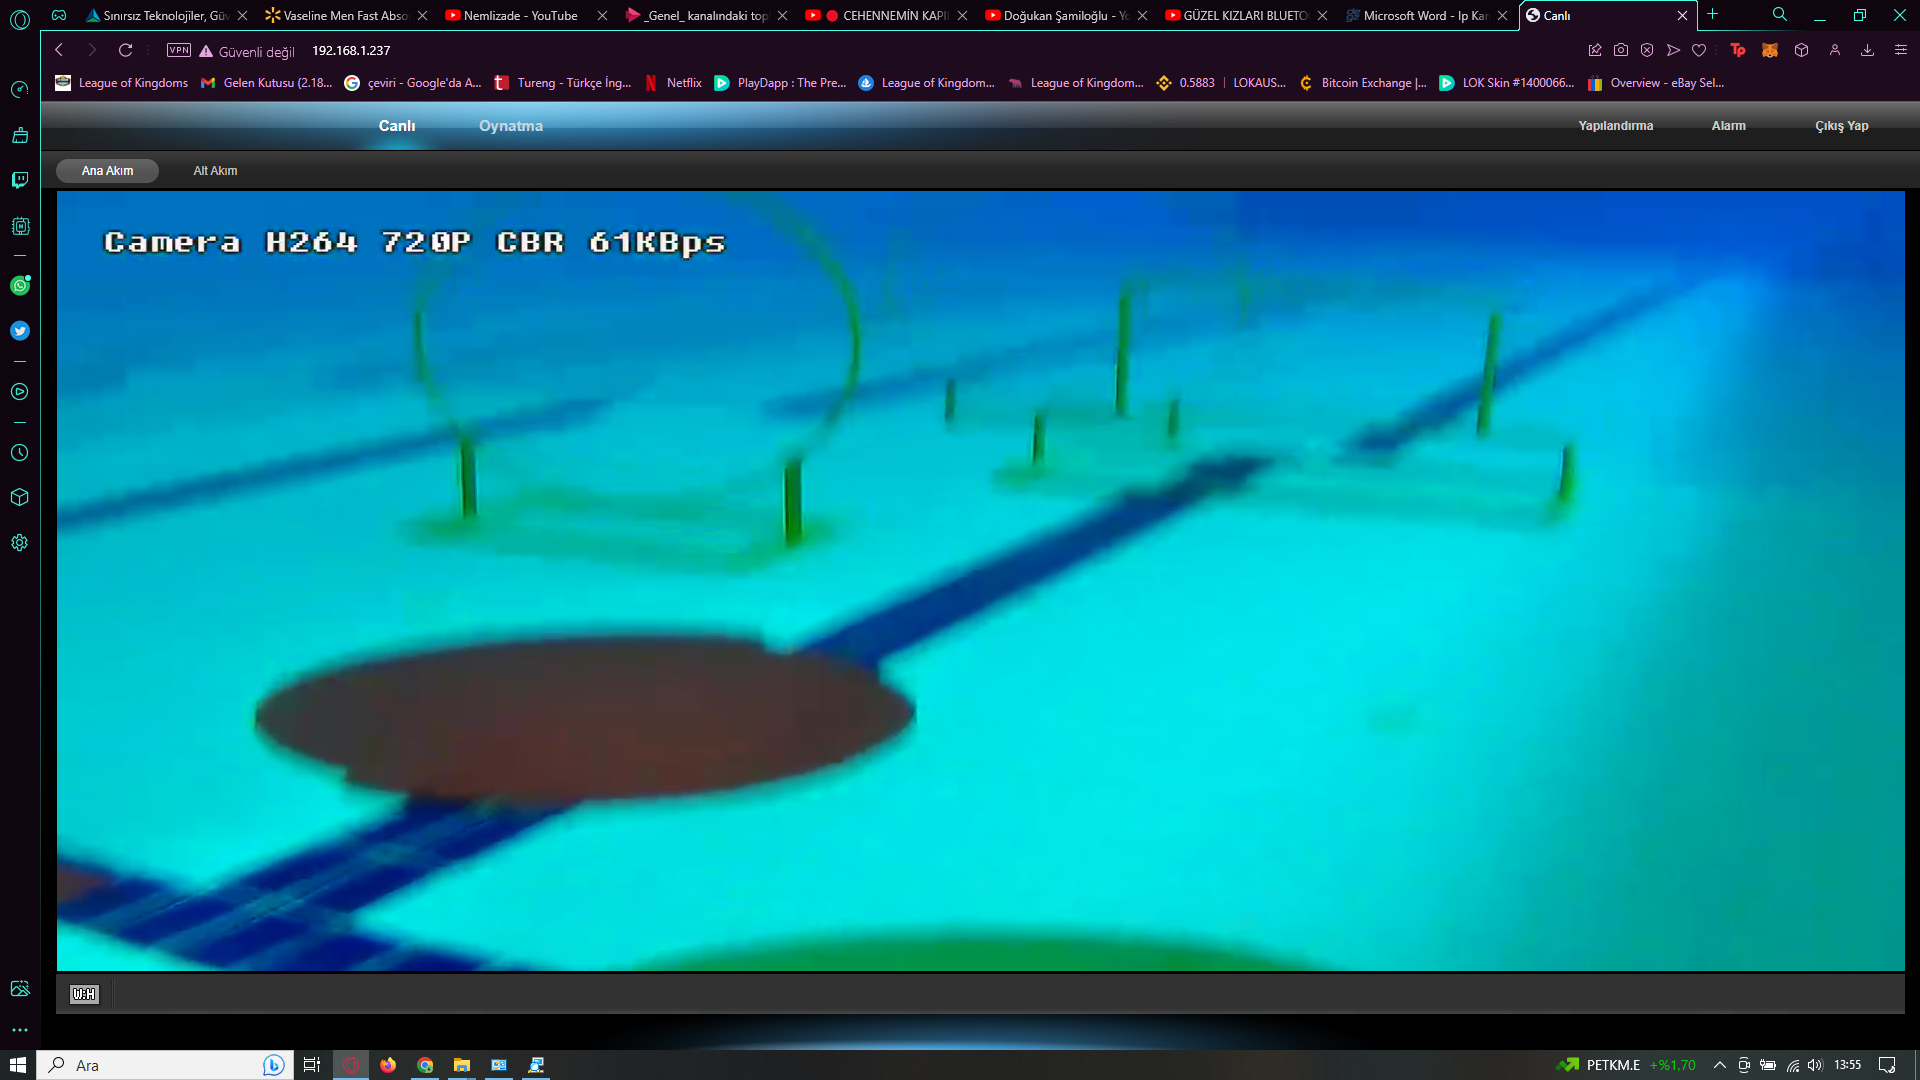 Sınırsız Teknolojiler, Gü
Vaseline Men Fast Abso
Nemlizade - YouTube
_Genel_ kanalındaki top
CEHENNEMİN KAPI
Doğukan Şamiloğlu - Yo
GÜZEL KIZLARI BLUETO
Microsoft Word - Ip Kar
Canlı
VPN
Güvenli değil
192.168.1.237
Tp
League of Kingdoms
Gelen Kutusu (2.18...
çeviri - Google'da A...
Tureng - Türkçe İng...
Netflix
PlayDapp : The Pre...
League of Kingdom...
League of Kingdom...
0.5883 | LOKAUS...
Bitcoin Exchange |...
LOK Skin #1400066...
Overview - eBay Sel...
Canlı
Oynatma
Yapılandırma
Alarm
Çıkış Yap
Ana Akım
Alt Akım
Camera H264 720P CBR 61KBps
W:H
Ara
PETKM.E +%1,70
13:55